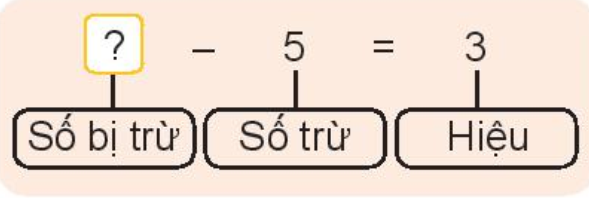 ? – 5 = 3
Số bị trừ Số trừ Hiệu